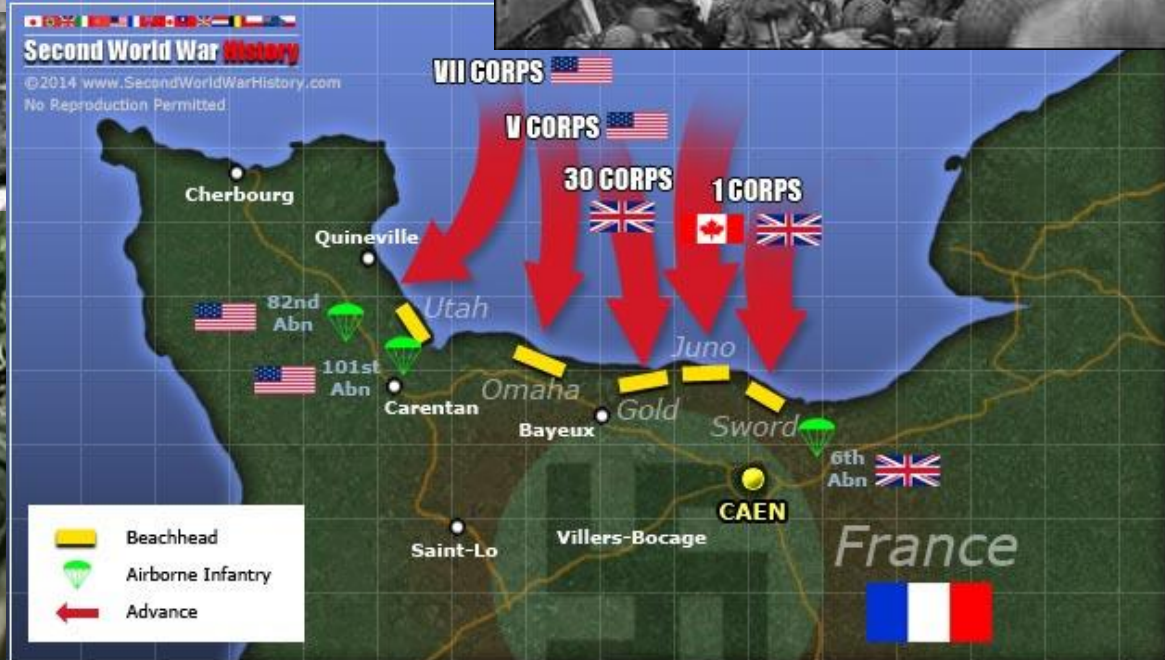 Second World War History
©2014 www.SecondWorldWarHistory.com
No Reproduction Permitted
VII CORPS
V CORPS
30 CORPS
1 CORPS
Cherbourg
Quineville
82nd
Abn
Utah
101st
Abn
Carentan
Omaha
Juno
Gold
Bayeux
Sword
6th
Abn
CAEN
Saint-Lo
Villers-Bocage
France
Beachhead
Airborne Infantry
Advance